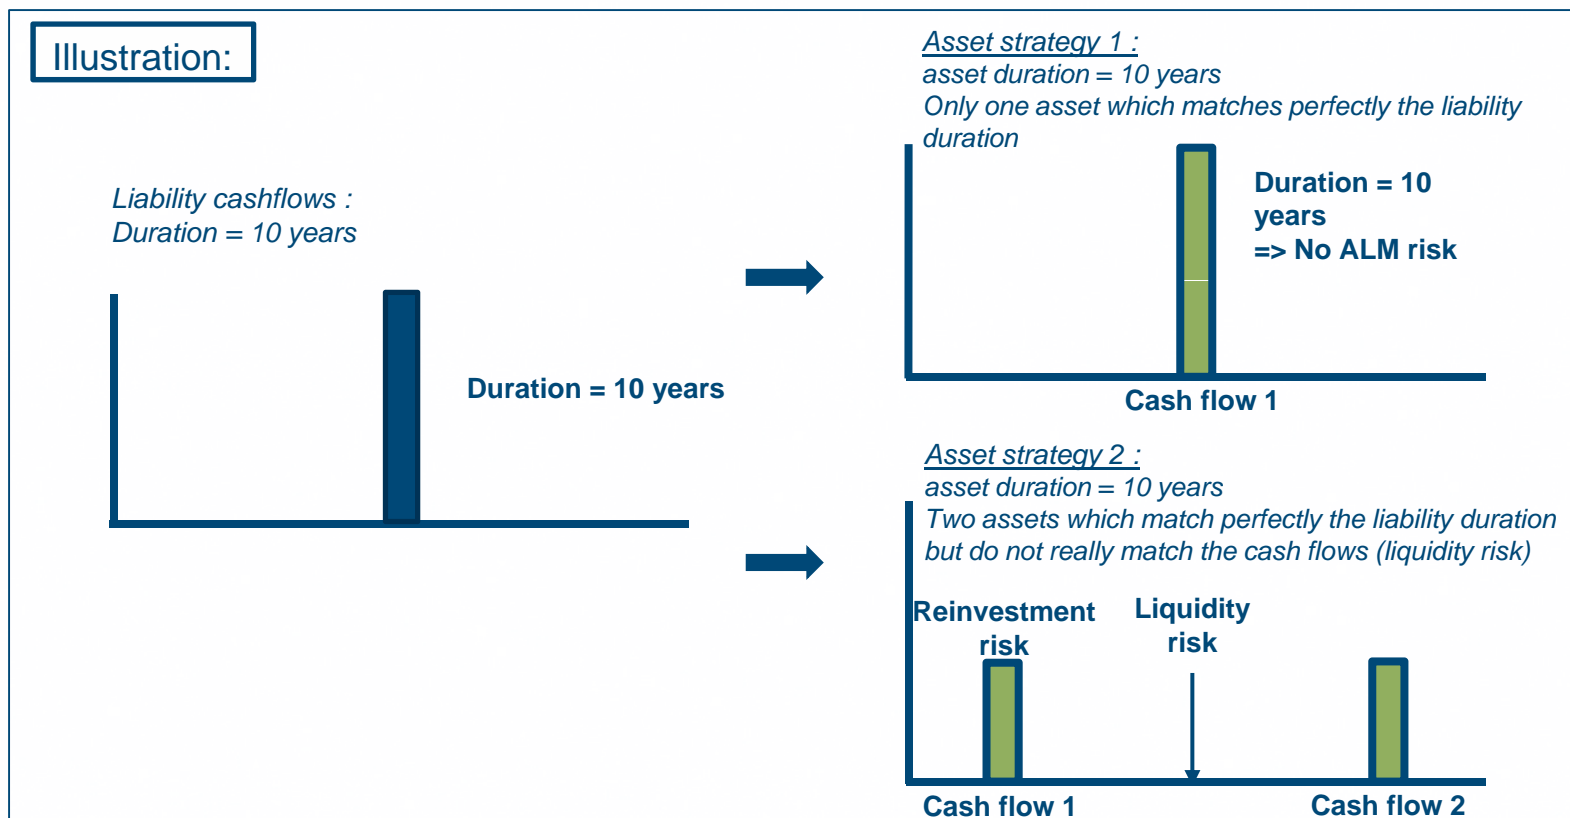 Illustration:
Liability cashflows :
Duration = 10 years
Duration = 10 years
Asset strategy 1 :
asset duration = 10 years
Only one asset which matches perfectly the liability
duration
Duration = 10
years
=> No ALM risk
Cash flow 1
Asset strategy 2 :
asset duration = 10 years
Two assets which match perfectly the liability duration
but do not really match the cash flows (liquidity risk)
Reinvestment
risk
Liquidity
risk
Cash flow 1
Cash flow 2